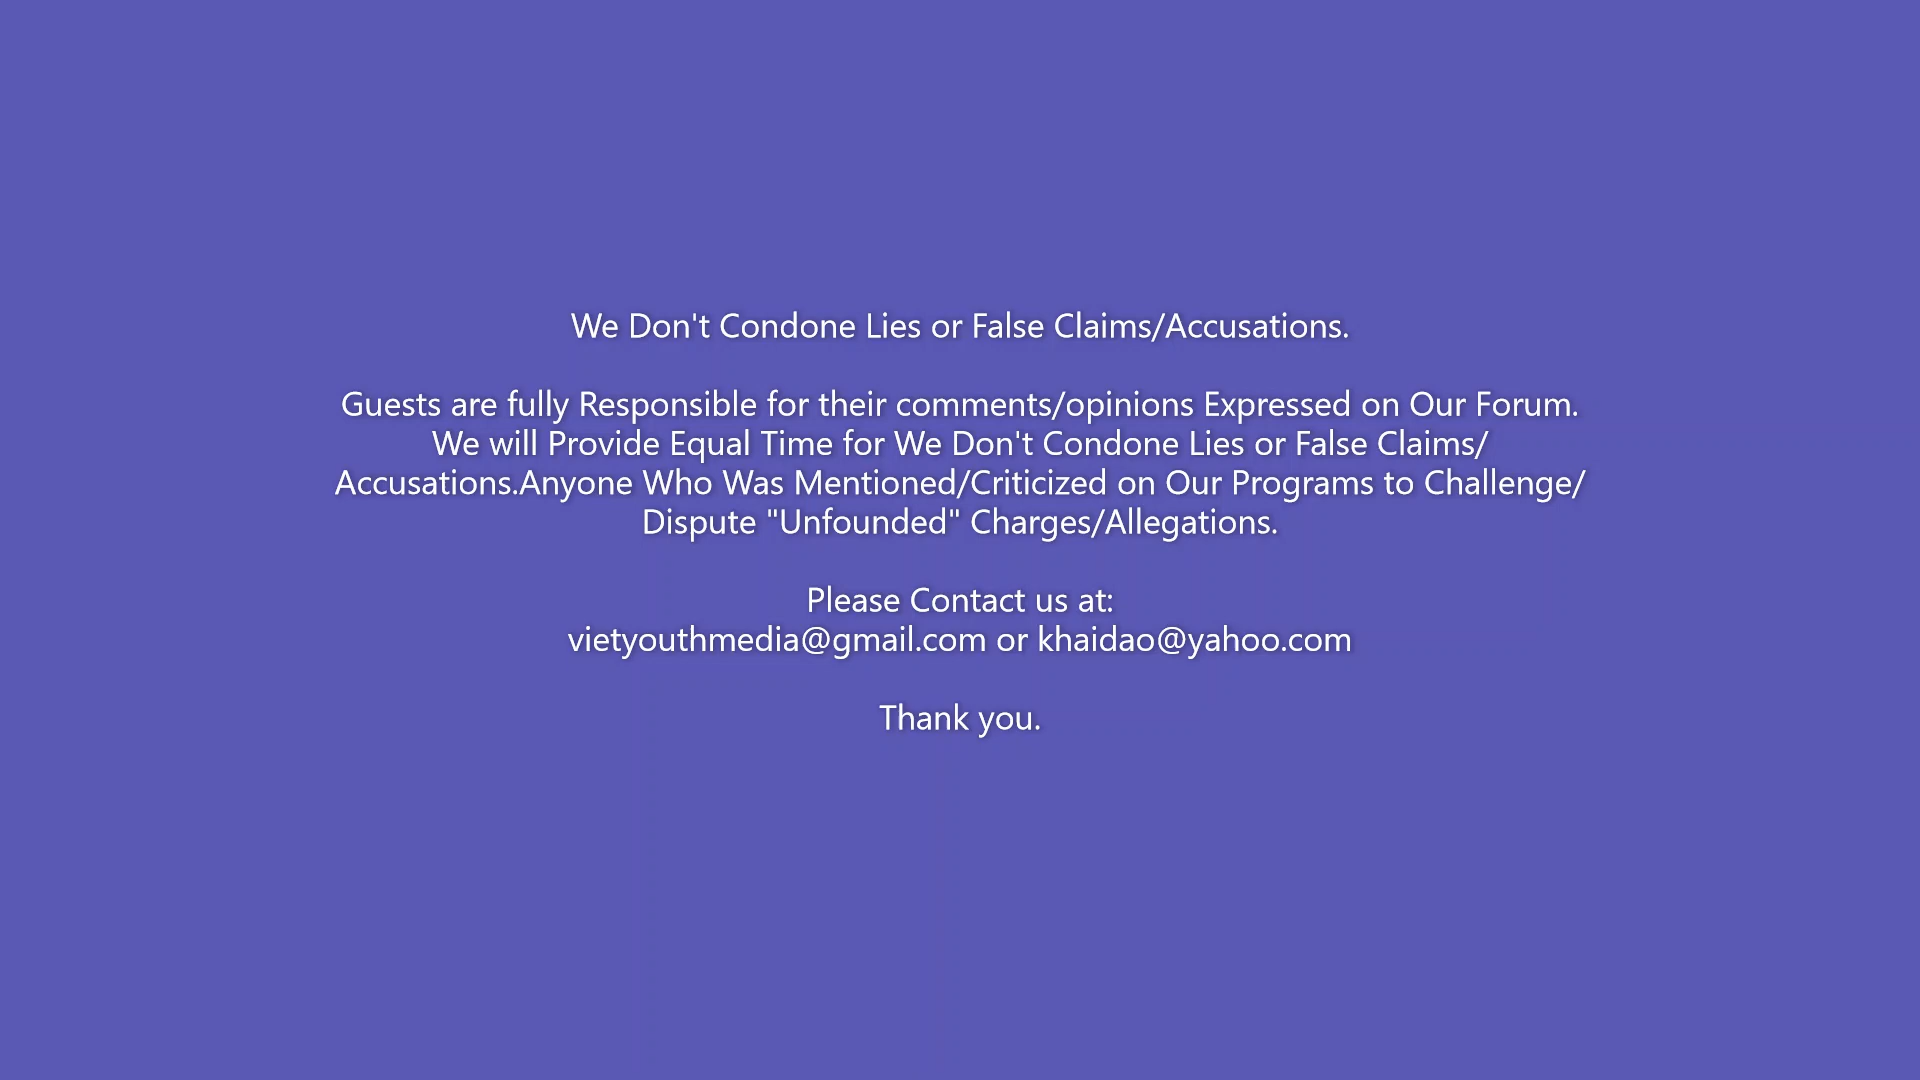 We Don't Condone Lies or False Claims/Accusations.
Guests are fully Responsible for their comments/opinions Expressed on Our Forum.
We will Provide Equal Time for We Don't Condone Lies or False Claims/
Accusations.Anyone Who Was Mentioned/Criticized on Our Programs to Challenge/
Dispute "Unfounded" Charges/Allegations.
Please Contact us at:
vietyouthmedia@gmail.com or khaidao@yahoo.com
Thank you.